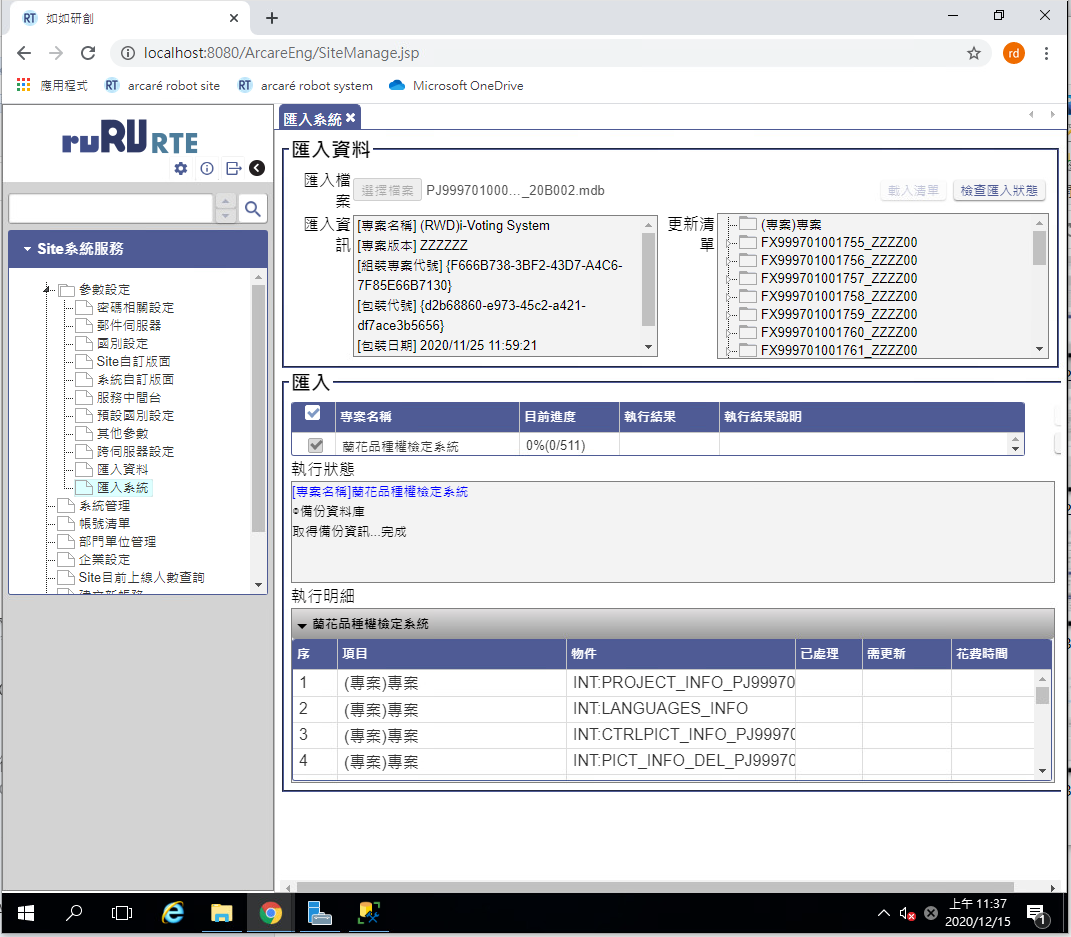 RT 如如研創
localhost:8080/ArcareEng/SiteManage.jsp
rd
應用程式
RT arcaré robot site
RT arcaré robot system
Microsoft OneDrive
ruRU RTE
Site系統服務
參數設定
密碼相關設定
郵件伺服器
國別設定
Site自訂版面
系統自訂版面
服務中間台
預設國別設定
其他參數
跨伺服器設定
匯入資料
匯入系統
系統管理
帳號清單
部門單位管理
企業設定
Site目前上線人數查詢
匯入系統
匯入資料
匯入檔
案
選擇檔案 PJ999701000…_20B002.mdb
載入清單
檢查匯入狀態
匯入資
訊
[專案名稱] (RWD)i-Voting System
[專案版本] ZZZZZZ
[組裝專案代號] {F666B738-3BF2-43D7-A4C6-
7F85E66B7130}
[包裝代號] {d2b68860-e973-45c2-a421-
df7ace3b5656}
[包裝日期] 2020/11/25 11:59:21
更新清
單
(專案)專案
FX999701001755_ZZZZ00
FX999701001756_ZZZZ00
FX999701001757_ZZZZ00
FX999701001758_ZZZZ00
FX999701001759_ZZZZ00
FX999701001760_ZZZZ00
FX999701001761_ZZZZ00
匯入
專案名稱 目前進度 執行結果 執行結果說明
蘭花品種權檢定系統 0%(0/511)
執行狀態
[專案名稱]蘭花品種權檢定系統
備份資料庫
取得備份資訊...完成
執行明細
蘭花品種權檢定系統
序 項目 物件 已處理 需更新 花費時間
1 (專案)專案 INT:PROJECT_INFO_PJ99970
2 (專案)專案 INT:LANGUAGES_INFO
3 (專案)專案 INT:CTRLPICT_INFO_PJ9997
4 (專案)專案 INT:PICT_INFO_DEL_PJ99970
上午 11:37
2020/12/15
1